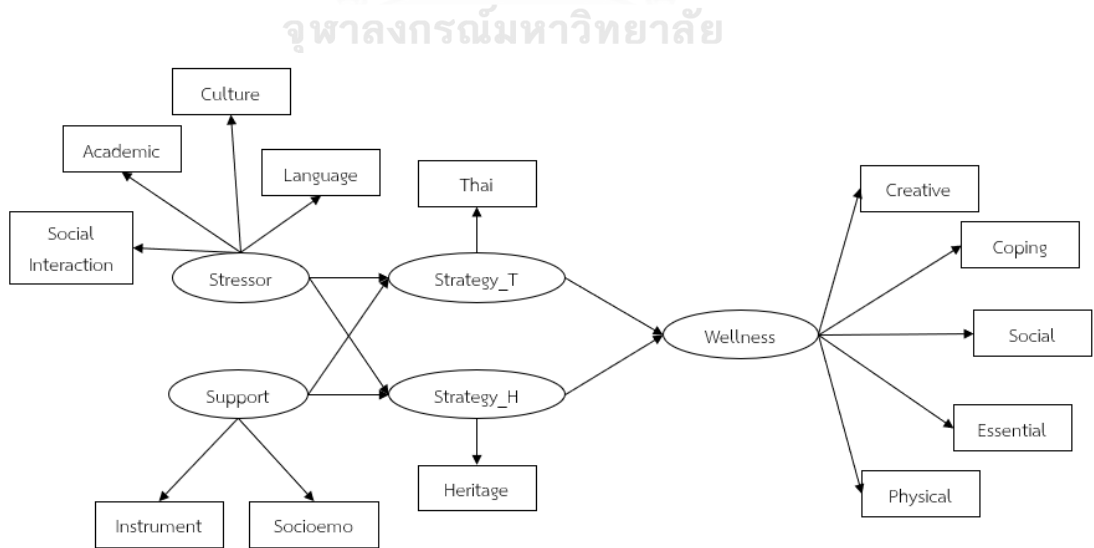 จุฬาลงกรณ์มหาวิทยาลัย
Culture
Academic
Language
Thai
Social
Interaction
Creative
Coping
Stressor
Strategy_T
Wellness
Social
Support
Strategy_H
Essential
Heritage
Physical
Instrument
Socioemo